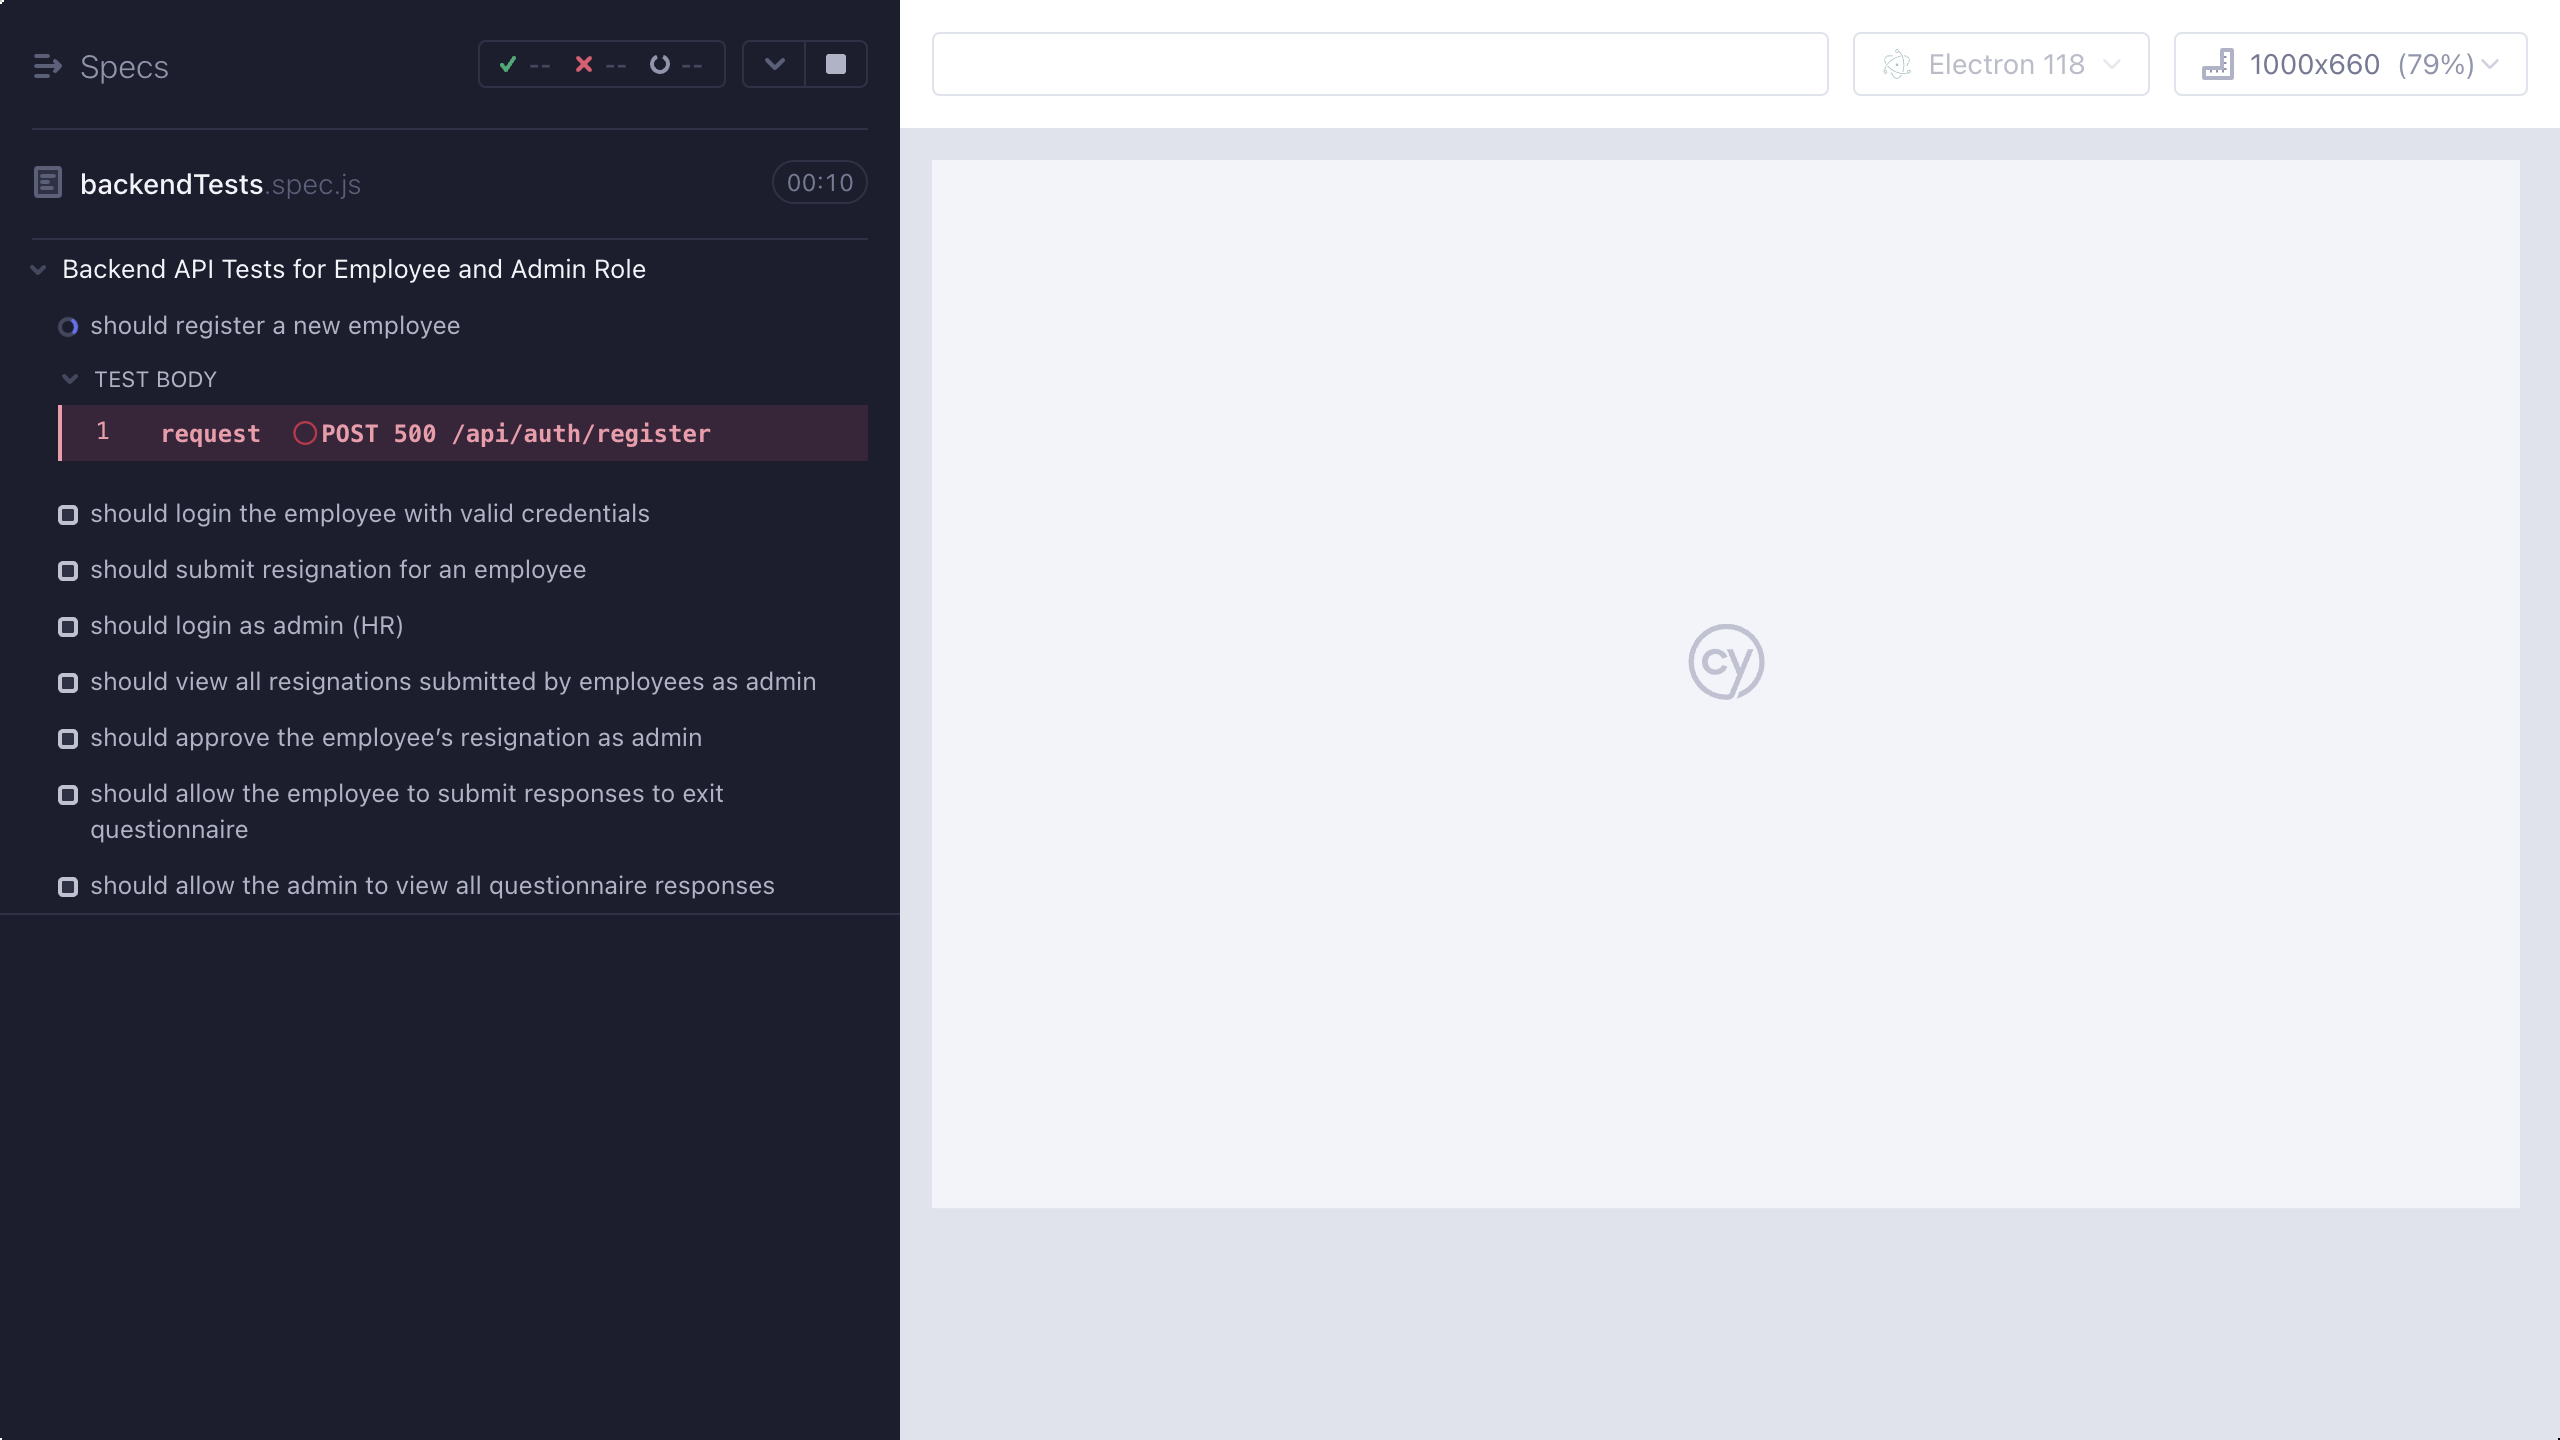 Specs
-- -- --
Electron 118
1000x660 (79%)
backendTests.spec.js
00:10
Backend API Tests for Employee and Admin Role
should register a new employee
TEST BODY
1 request POST 500 /api/auth/register
should login the employee with valid credentials
should submit resignation for an employee
should login as admin (HR)
should view all resignations submitted by employees as admin
should approve the employee’s resignation as admin
should allow the employee to submit responses to exit
questionnaire
should allow the admin to view all questionnaire responses
cy